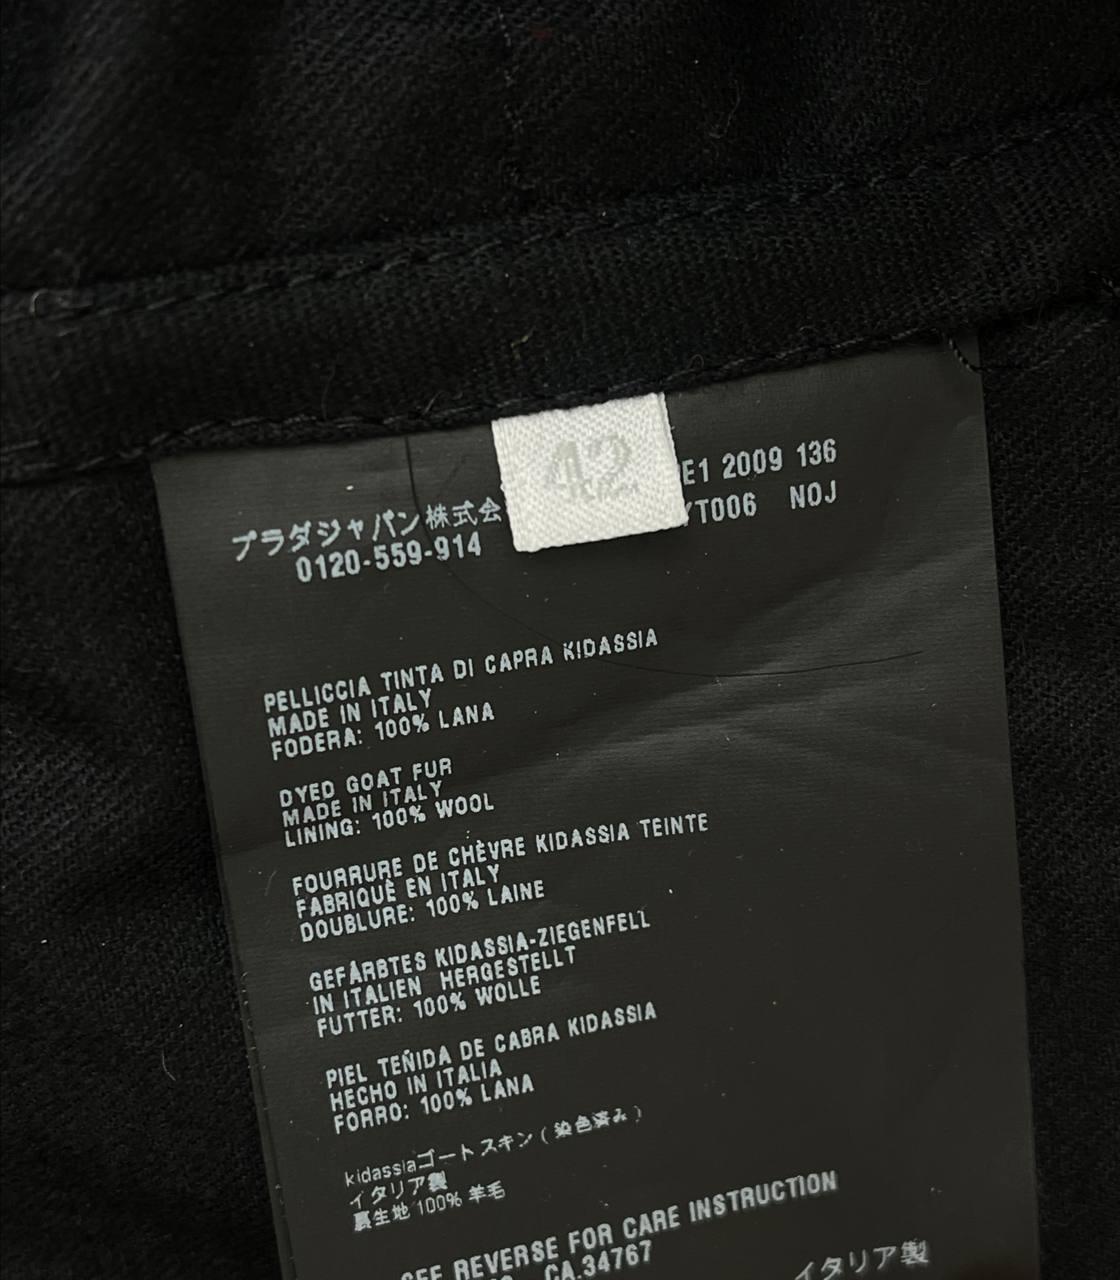 42
プラダジャパン株式会
0120-559-914
E1 2009 136
T006 NOJ
PELLICCIA TINTA DI CAPRA KIDASSIA
MADE IN ITALY
FODERA: 100% LANA
DYED GOAT FUR
MADE IN ITALY
LINING: 100% WOOL
FOURRURE DE CHÈVRE KIDASSIA TEINTE
FABRIQUÈ EN ITALY
DOUBLURE: 100% LAINE
GEFÄRBTES KIDASSIA-ZIEGENFELL
IN ITALIEN HERGESTELLT
FUTTER: 100% WOLLE
PIEL TEÑIDA DE CABRA KIDASSIA
HECHO IN ITALIA
FORRO: 100% LANA
kidassiaゴートスキン(染色済み)
イタリア製
裏生地 100% 羊毛
SEE REVERSE FOR CARE INSTRUCTION
CA.34767
イタリア製